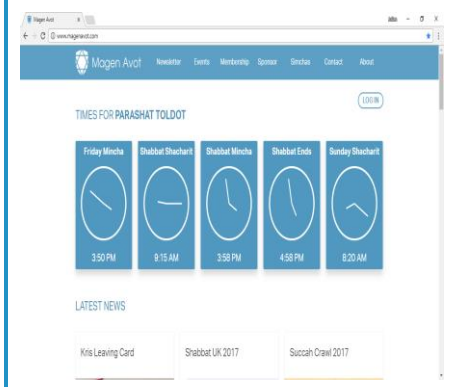 Magen Avot
www.magenavot.com
Magen Avot Newsletter Events Membership Sponsor Simchas Contact About
LOG IN
TIMES FOR PARASHAT TOLDOT
Friday Mincha Shabbat Shacharit Shabbat Mincha Shabbat Ends Sunday Shacharit
3:50 PM 9:15 AM 3:58 PM 4:58 PM 8:20 AM
LATEST NEWS
Kris Leaving Card Shabbat UK 2017 Succah Crawl 2017